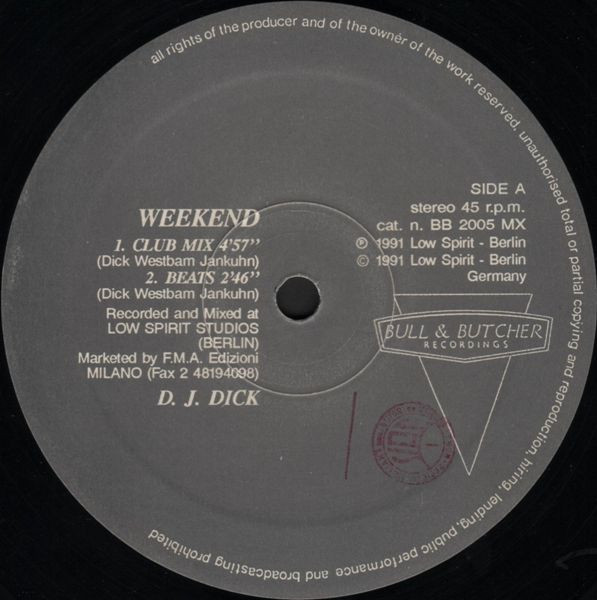 all rights of the producer and of the owner of the work reserved. unauthorised total or partial copying and reproduction, hiring, lending, public performance and broadcasting prohibited
WEEKEND
1. CLUB MIX 4'57''
(Dick Westbam Jankuhn)
2. BEATS 2'46''
(Dick Westbam Jankuhn)
Recorded and Mixed at
LOW SPIRIT STUDIOS
(BERLIN)
Marketed by F.M.A. Edizioni
MILANO (Fax 2 48194098)
D. J. DICK
SIDE A
stereo 45 r.p.m.
cat. n. BB 2005 MX
℗ 1991 Low Spirit - Berlin
© 1991 Low Spirit - Berlin
Germany
BULL & BUTCHER
RECORDINGS